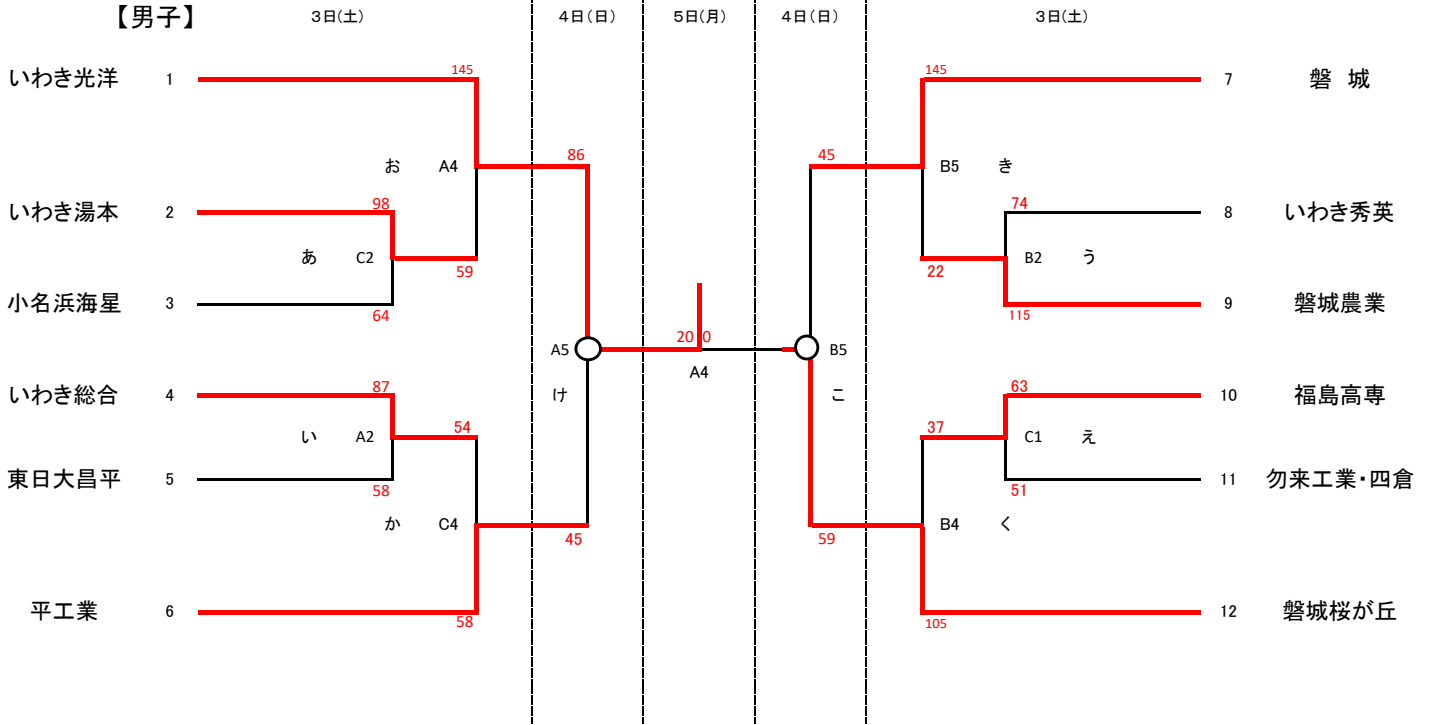 【男子】 3日(土) 4日(日) 5日(月) 4日(日) 3日(土)
いわき光洋 1 145 145 7 磐 城
お A4 86 45 B5 き
いわき湯本 2 98 74 8 いわき秀英
あ C2 59 22 B2 う
小名浜海星 3 64 115 9 磐城農業
20 0
A5 B5
A4
け こ
いわき総合 4 87 63 10 福島高専
い A2 54 37 C1 え
東日大昌平 5 58 51 11 勿来工業・四倉
か C4 45 59 B4 く
平工業 6 58 105 12 磐城桜が丘